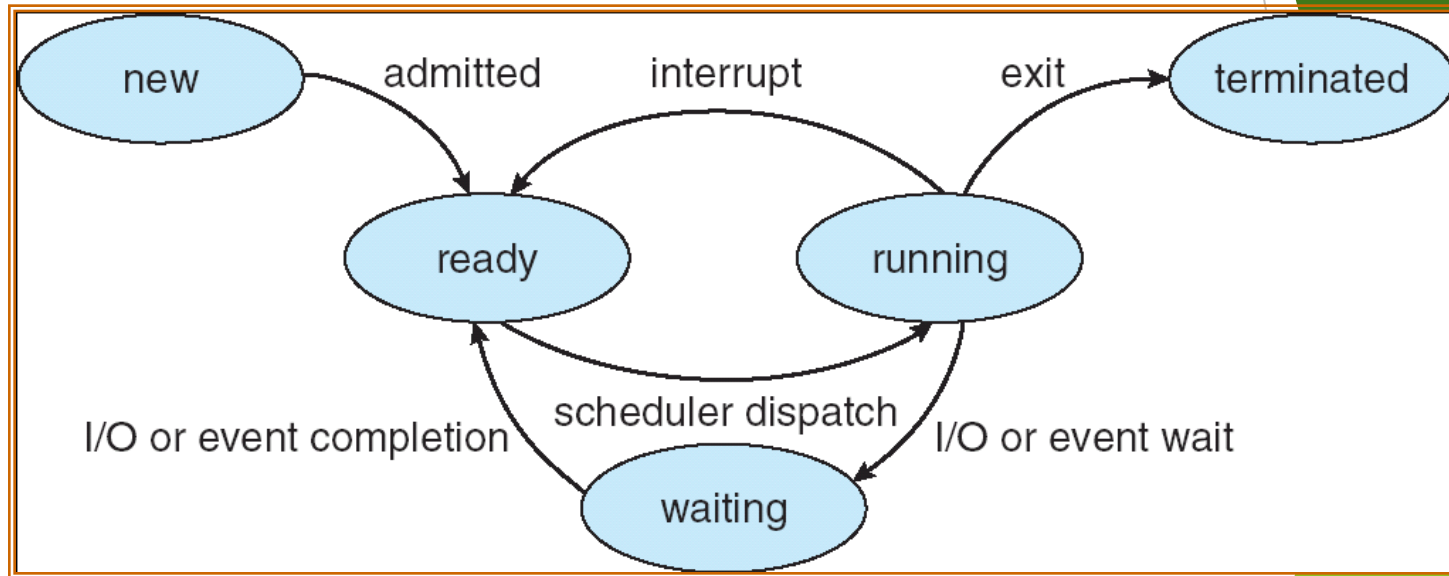 new
admitted
interrupt
exit
terminated
ready
running
scheduler dispatch
I/O or event completion
I/O or event wait
waiting